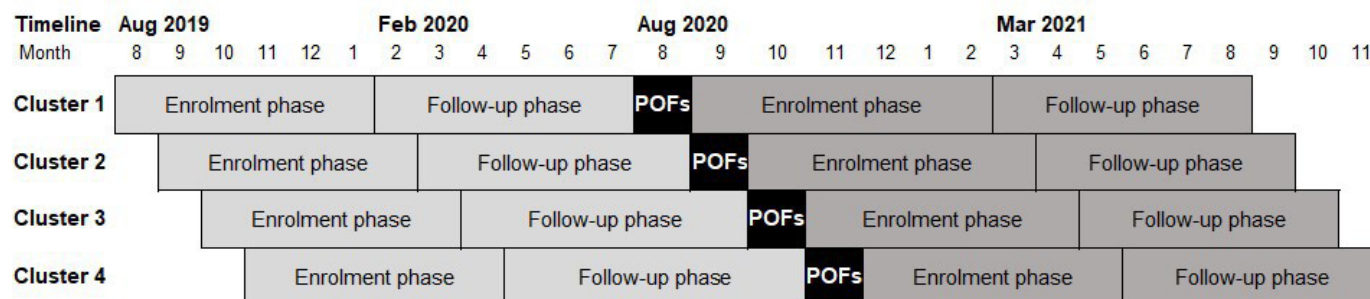 Timeline Aug 2019 Feb 2020 Aug 2020 Mar 2021
Month 8 9 10 11 12 1 2 3 4 5 6 7 8 9 10 11 12 1 2 3 4 5 6 7 8 9 10 11
Cluster 1 Enrolment phase Follow-up phase POFs Enrolment phase Follow-up phase
Cluster 2 Enrolment phase Follow-up phase POFs Enrolment phase Follow-up phase
Cluster 3 Enrolment phase Follow-up phase POFs Enrolment phase Follow-up phase
Cluster 4 Enrolment phase Follow-up phase POFs Enrolment phase Follow-up phase